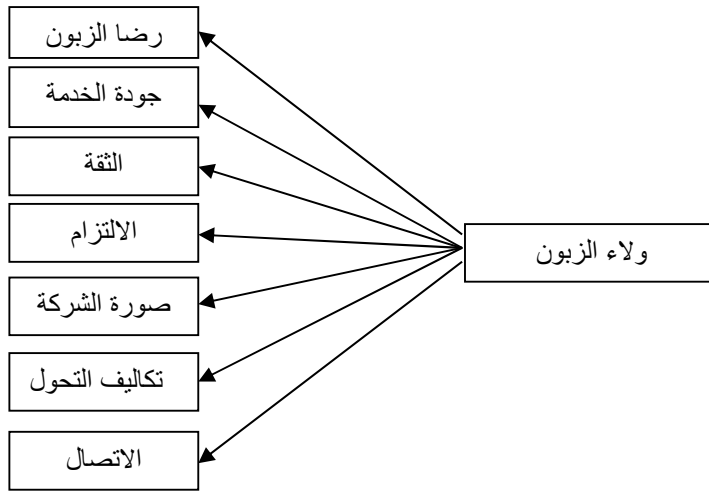 رضا الزبون
جودة الخدمة
الثقة
الالتزام
ولاء الزبون
صورة الشركة
تكاليف التحول
الاتصال